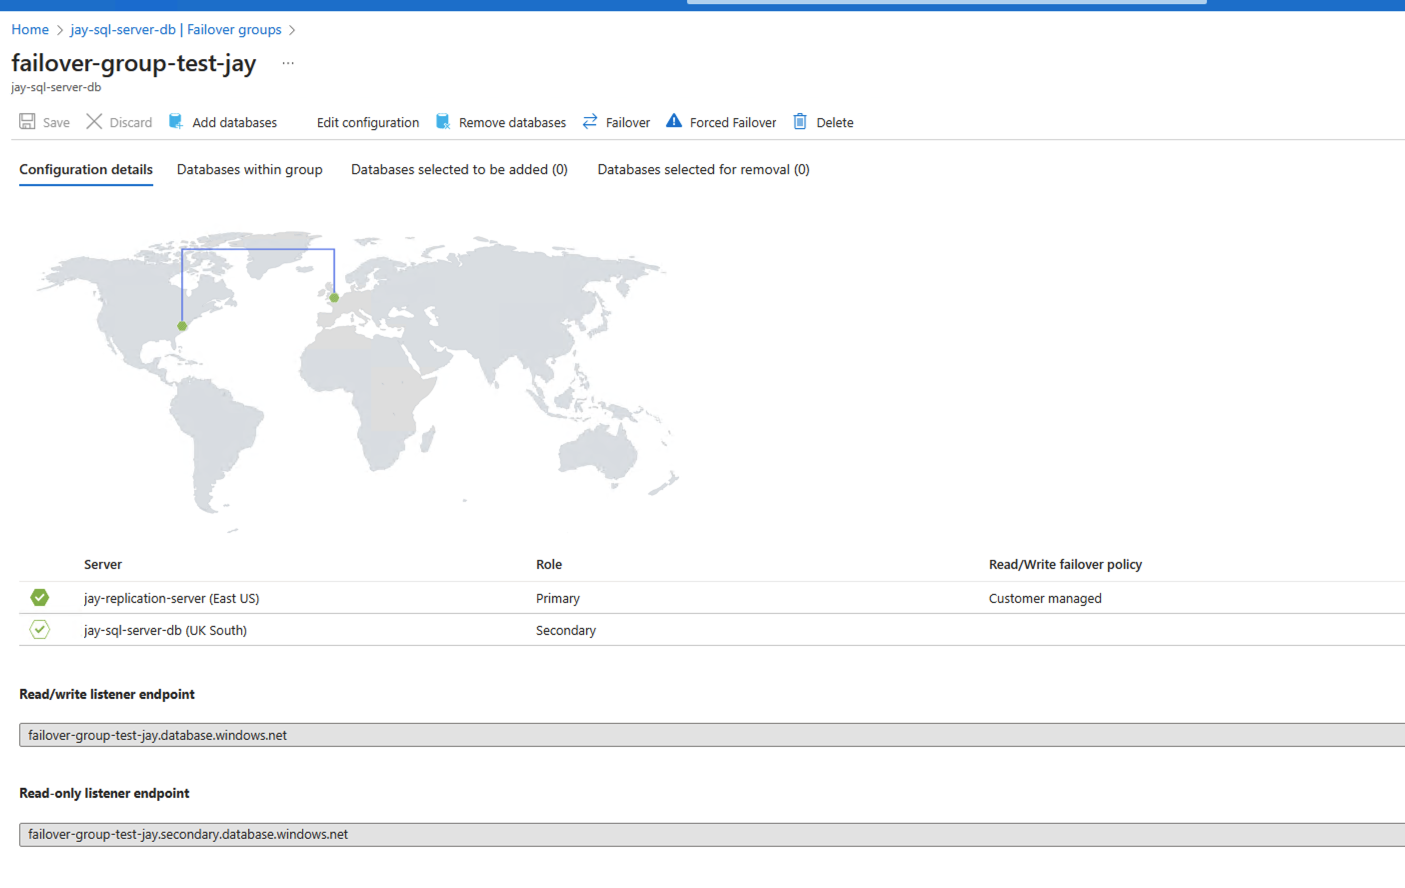 Home > jay-sql-server-db | Failover groups >
failover-group-test-jay ...
jay-sql-server-db
Save Discard Add databases Edit configuration Remove databases Failover Forced Failover Delete
Configuration details Databases within group Databases selected to be added (0) Databases selected for removal (0)
Server Role Read/Write failover policy
jay-replication-server (East US) Primary Customer managed
jay-sql-server-db (UK South) Secondary
Read/write listener endpoint
failover-group-test-jay.database.windows.net
Read-only listener endpoint
failover-group-test-jay.secondary.database.windows.net